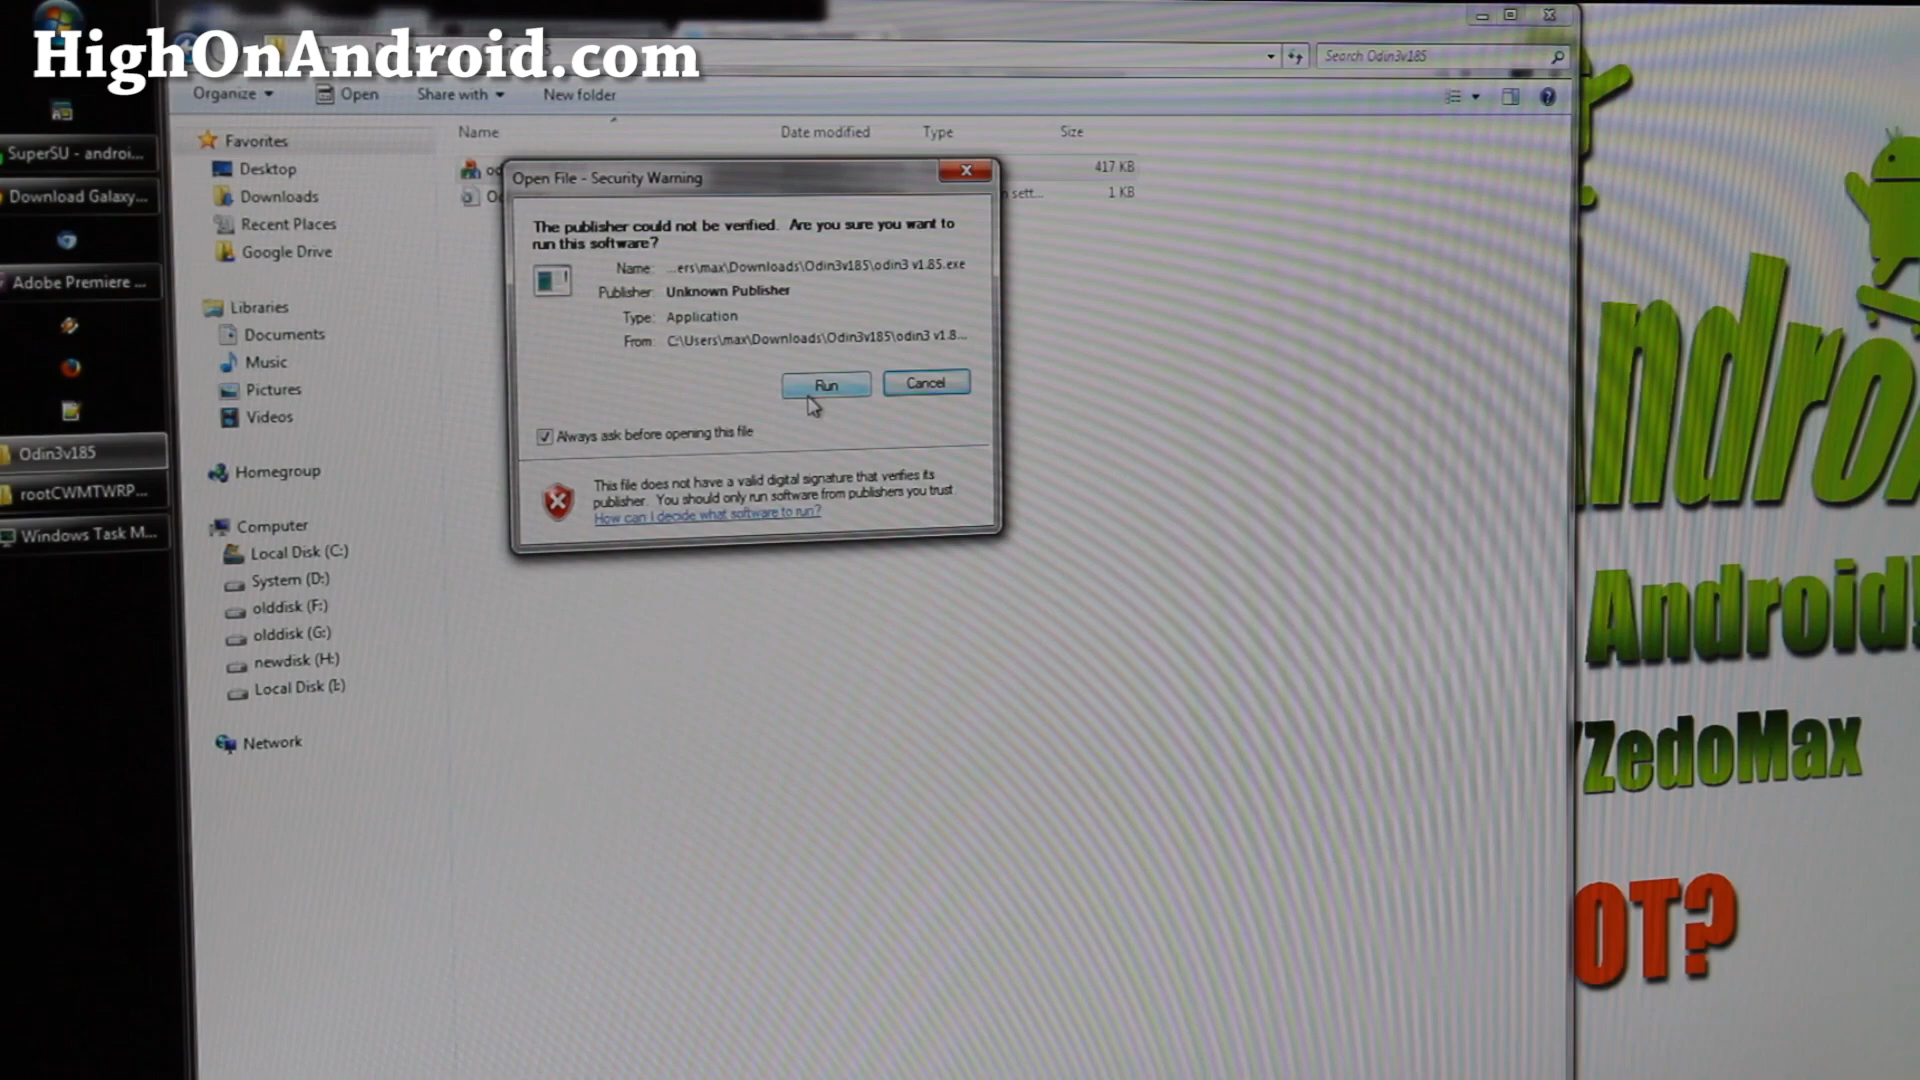 HighOnAndroid.com
Search Odin3v185
Organize
Open
Share with
New folder
SuperSU - androi...
Download Galaxy...
Adobe Premiere ...
Odin3v185
rootCWMTWRP...
Windows Task M...
Favorites
Desktop
Downloads
Recent Places
Google Drive
Libraries
Documents
Music
Pictures
Videos
Homegroup
Computer
Local Disk (C:)
System (D:)
olddisk (F:)
olddisk (G:)
newdisk (H:)
Local Disk (I:)
Network
Name Date modified Type Size
417 KB
sett... 1 KB
Open File - Security Warning
The publisher could not be verified. Are you sure you want to
run this software?
Name: ...ers\max\Downloads\Odin3v185\odin3 v1.85.exe
Publisher: Unknown Publisher
Type: Application
From: C:\Users\max\Downloads\Odin3v185\odin3 v1.8...
Run Cancel
Always ask before opening this file
This file does not have a valid digital signature that verifies its
publisher. You should only run software from publishers you trust.
How can I decide what software to run?
Android!
/ZedoMax
OT?